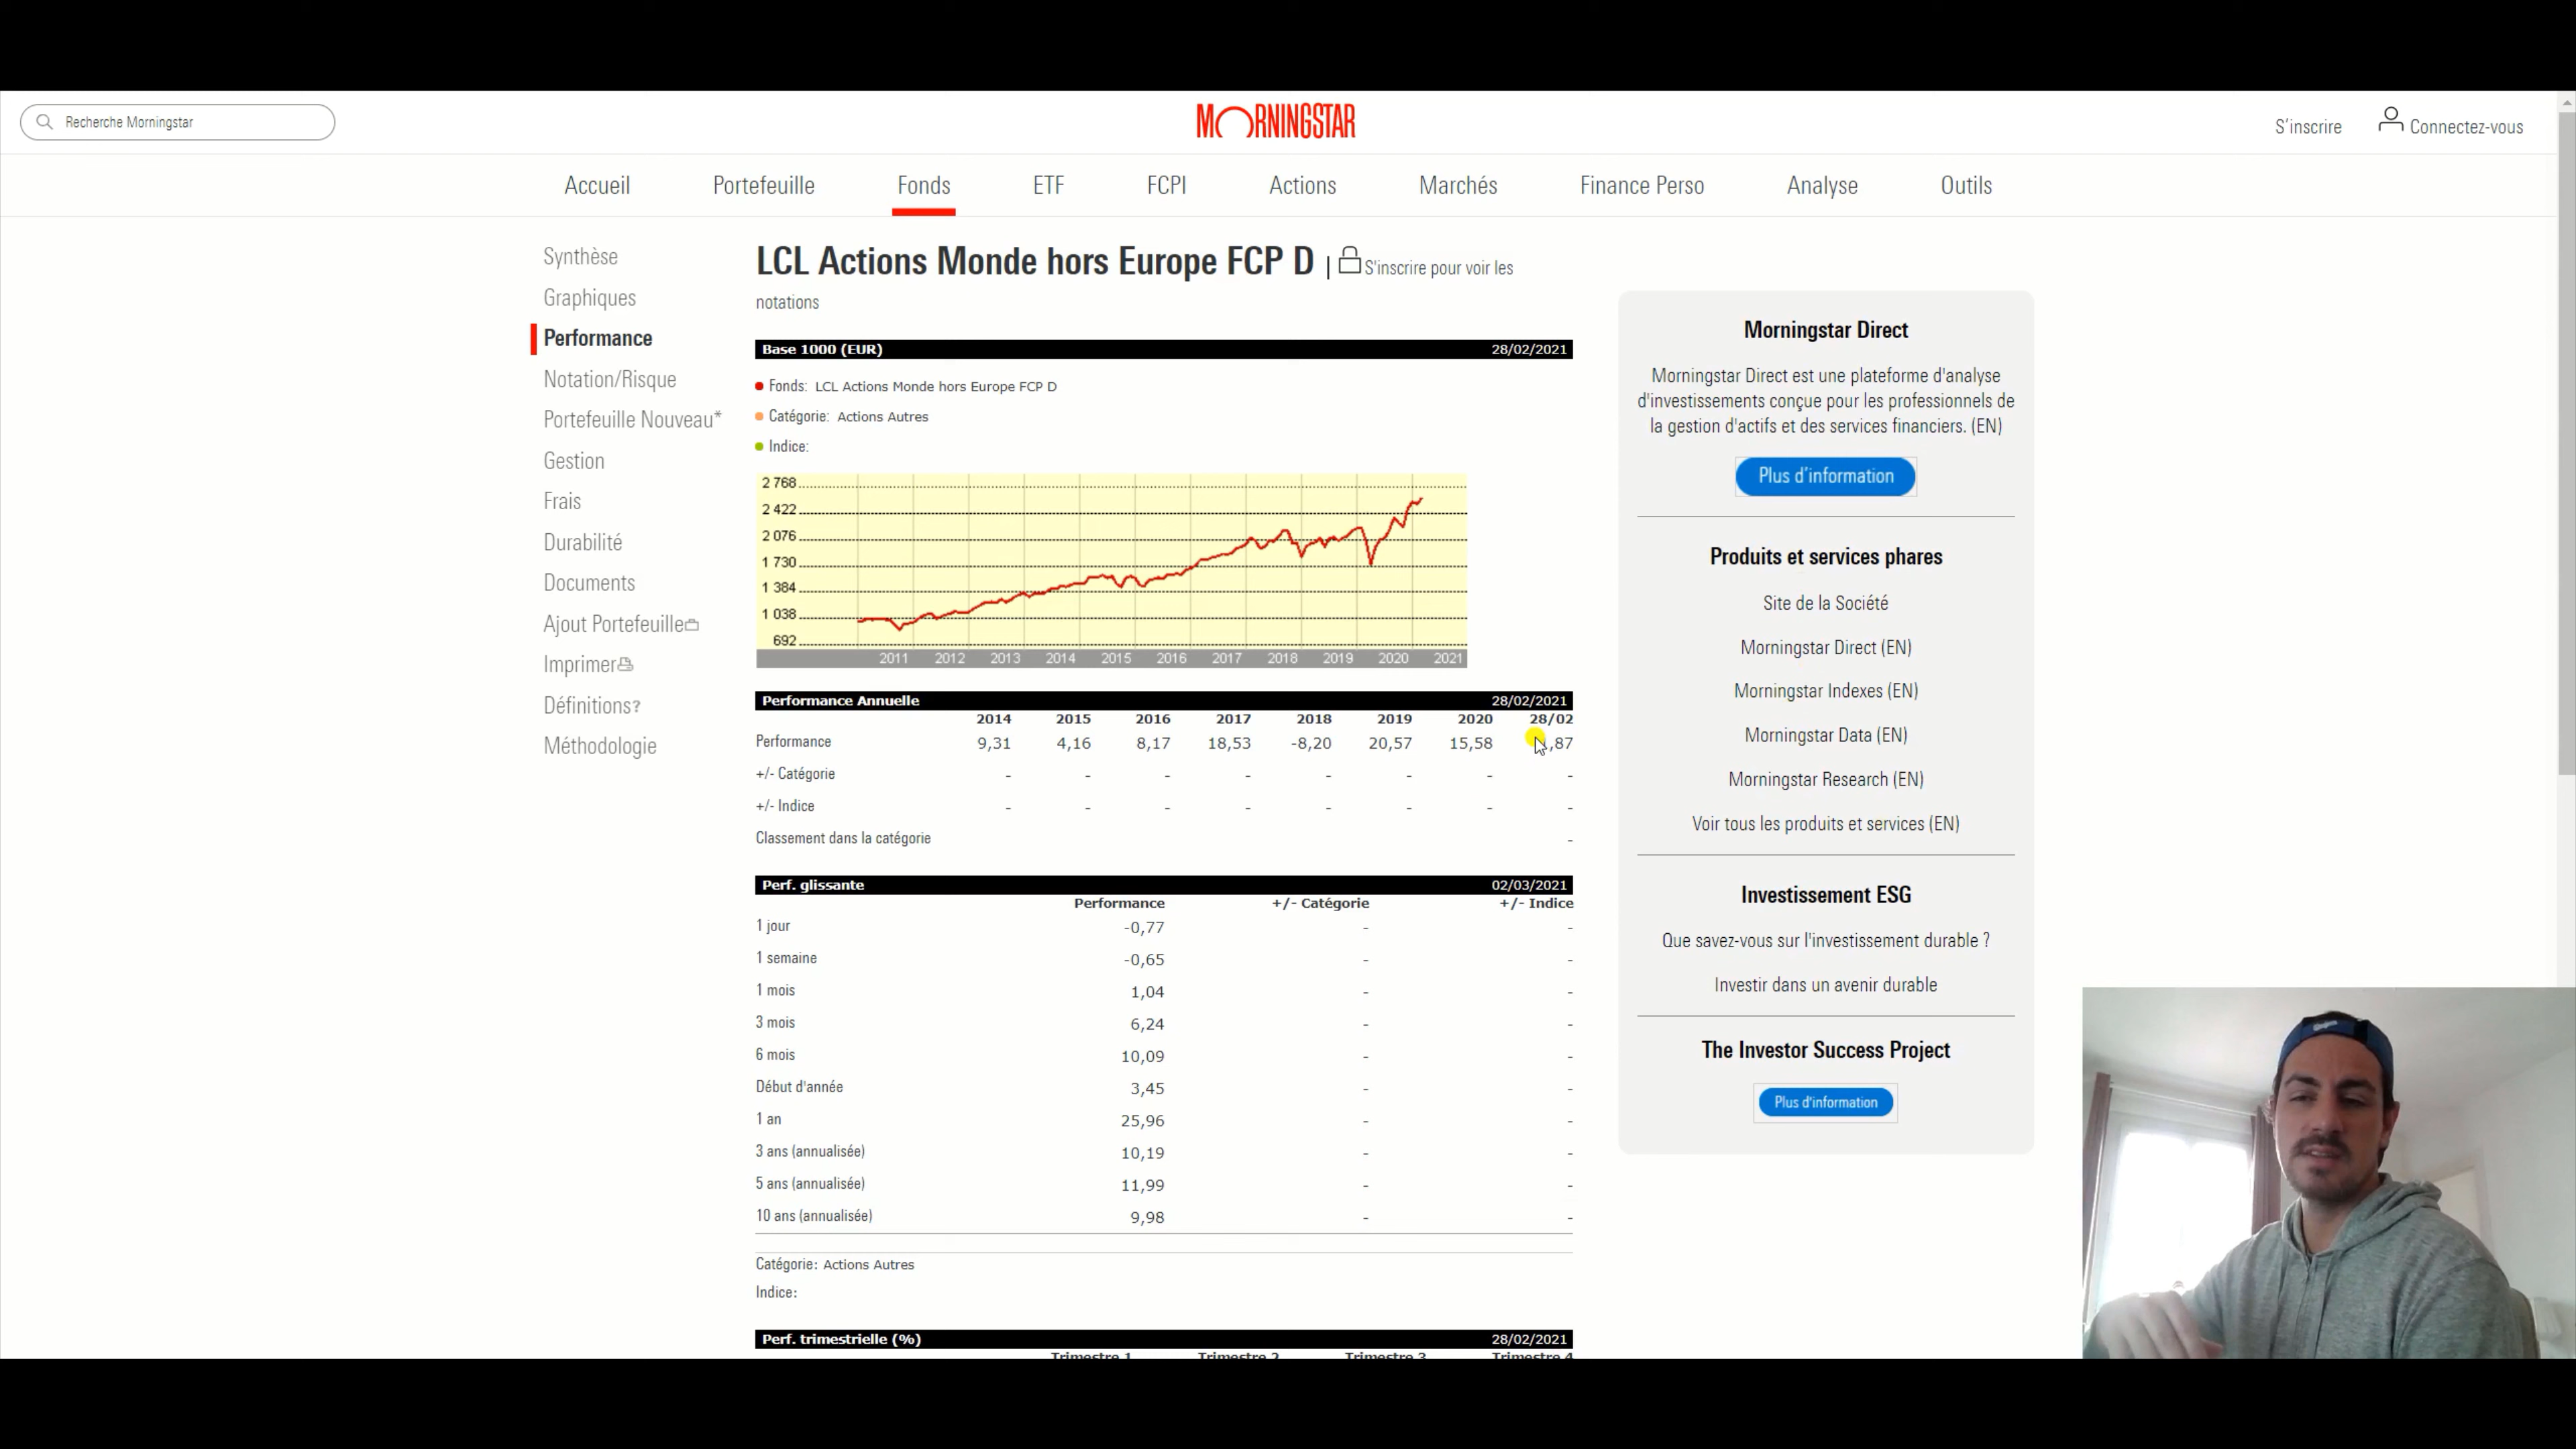 Recherche Morningstar
MORNINGSTAR
S'inscrire
Connectez-vous
Accueil Portefeuille Fonds ETF FCPI Actions Marchés Finance Perso Analyse Outils
Synthèse
Graphiques
Performance
Notation/Risque
Portefeuille Nouveau*
Gestion
Frais
Durabilité
Documents
Ajout Portefeuille
Imprimer
Définitions?
Méthodologie
LCL Actions Monde hors Europe FCP D | S'inscrire pour voir les
notations
Base 1000 (EUR) 28/02/2021
Fonds: LCL Actions Monde hors Europe FCP D
Catégorie: Actions Autres
Indice:
2 768
2 422
2 076
1 730
1 384
1 038
692
2011 2012 2013 2014 2015 2016 2017 2018 2019 2020 2021
Performance Annuelle 28/02/2021
2014 2015 2016 2017 2018 2019 2020 28/02
Performance 9,31 4,16 8,17 18,53 -8,20 20,57 15,58 ,87
+/- Catégorie - - - - - - - -
+/- Indice - - - - - - - -
Classement dans la catégorie -
Perf. glissante 02/03/2021
Performance +/- Catégorie +/- Indice
1 jour -0,77 - -
1 semaine -0,65 - -
1 mois 1,04 - -
3 mois 6,24 - -
6 mois 10,09 - -
Début d'année 3,45 - -
1 an 25,96 - -
3 ans (annualisée) 10,19 - -
5 ans (annualisée) 11,99 - -
10 ans (annualisée) 9,98 - -
Catégorie: Actions Autres
Indice:
Perf. trimestrielle (%) 28/02/2021
Trimestre 1 Trimestre 2 Trimestre 3 Trimestre 4
Morningstar Direct
Morningstar Direct est une plateforme d'analyse
d'investissements conçue pour les professionnels de
la gestion d'actifs et des services financiers. (EN)
Plus d'information
Produits et services phares
Site de la Société
Morningstar Direct (EN)
Morningstar Indexes (EN)
Morningstar Data (EN)
Morningstar Research (EN)
Voir tous les produits et services (EN)
Investissement ESG
Que savez-vous sur l'investissement durable ?
Investir dans un avenir durable
The Investor Success Project
Plus d'information